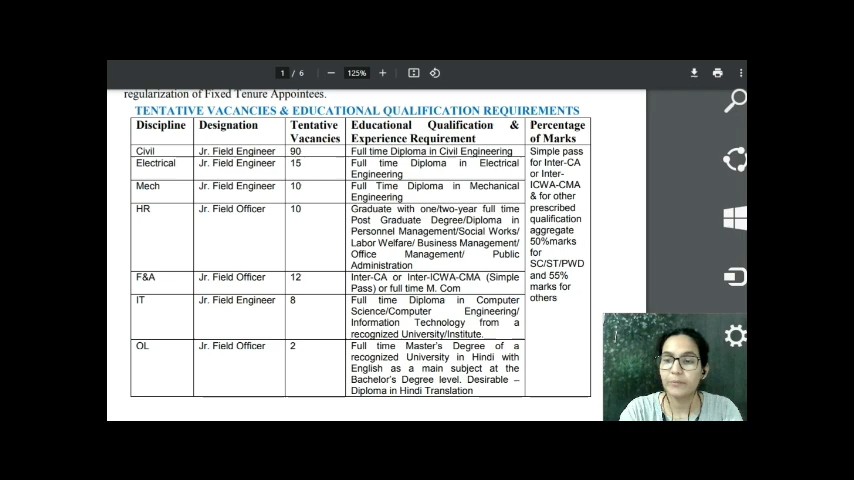 1 / 6 — 125% +
regularization of Fixed Tenure Appointees.
TENTATIVE VACANCIES & EDUCATIONAL QUALIFICATION REQUIREMENTS
Discipline Designation Tentative Vacancies Educational Qualification & Experience Requirement Percentage of Marks
Civil Jr. Field Engineer 90 Full time Diploma in Civil Engineering
Electrical Jr. Field Engineer 15 Full time Diploma in Electrical
Engineering
Mech Jr. Field Engineer 10 Full Time Diploma in Mechanical
Engineering
HR Jr. Field Officer 10 Graduate with one/two-year full time
Post Graduate Degree/Diploma in
Personnel Management/Social Works/
Labor Welfare/ Business Management/
Office Management/ Public
Administration
F&A Jr. Field Officer 12 Inter-CA or Inter-ICWA-CMA (Simple
Pass) or full time M. Com
IT Jr. Field Engineer 8 Full time Diploma in Computer
Science/Computer Engineering/
Information Technology from a
recognized University/Institute.
OL Jr. Field Officer 2 Full time Master's Degree of a
recognized University in Hindi with
English as a main subject at the
Bachelor's Degree level. Desirable –
Diploma in Hindi Translation
Simple pass
for Inter-CA
or Inter-
ICWA-CMA
& for other
prescribed
qualification
aggregate
50%marks
for
SC/ST/PWD
and 55%
marks for
others